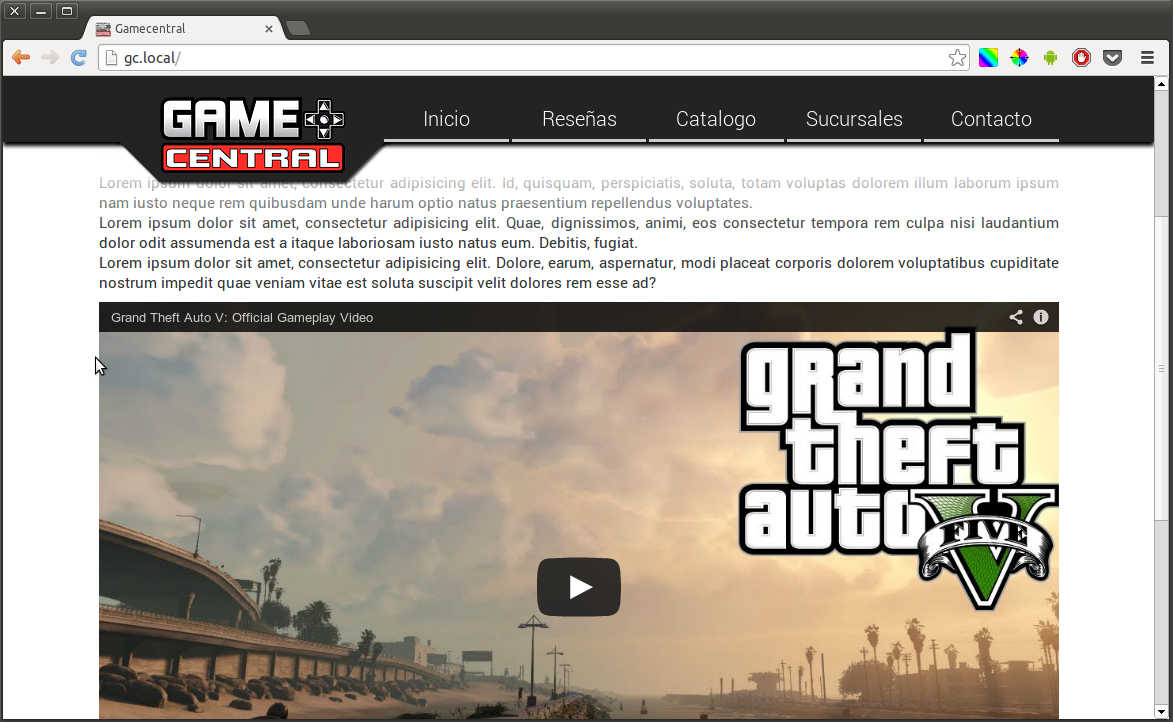 Gamecentral
gc.local/
GAME
CENTRAL
Inicio Reseñas Catalogo Sucursales Contacto
Lorem ipsum dolor sit amet, consectetur adipisicing elit. Id, quisquam, perspiciatis, soluta, totam voluptas dolorem illum laborum ipsum
nam iusto neque rem quibusdam unde harum optio natus praesentium repellendus voluptates.
Lorem ipsum dolor sit amet, consectetur adipisicing elit. Quae, dignissimos, animi, eos consectetur tempora rem culpa nisi laudantium
dolor odit assumenda est a itaque laboriosam iusto natus eum. Debitis, fugiat.
Lorem ipsum dolor sit amet, consectetur adipisicing elit. Dolore, earum, aspernatur, modi placeat corporis dolorem voluptatibus cupiditate
nostrum impedit quae veniam vitae est soluta suscipit velit dolores rem esse ad?
Grand Theft Auto V: Official Gameplay Video
grand
theft
auto V
FIVE